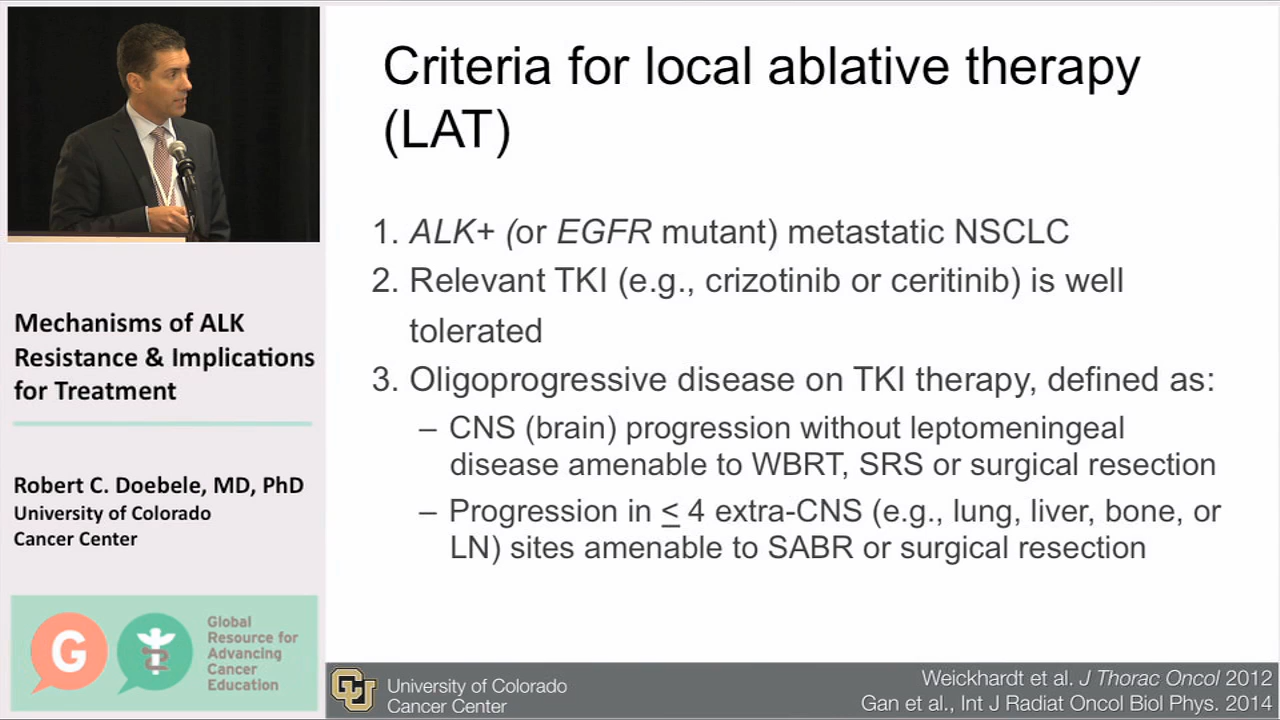 Criteria for local ablative therapy
(LAT)
1. ALK+ (or EGFR mutant) metastatic NSCLC
2. Relevant TKI (e.g., crizotinib or ceritinib) is well
tolerated
3. Oligoprogressive disease on TKI therapy, defined as:
– CNS (brain) progression without leptomeningeal
disease amenable to WBRT, SRS or surgical resection
– Progression in < 4 extra-CNS (e.g., lung, liver, bone, or
LN) sites amenable to SABR or surgical resection
Mechanisms of ALK
Resistance & Implications
for Treatment
Robert C. Doebele, MD, PhD
University of Colorado
Cancer Center
G
Global
Resource for
Advancing
Cancer
Education
CU
University of Colorado
Cancer Center
Weickhardt et al. J Thorac Oncol 2012
Gan et al., Int J Radiat Oncol Biol Phys. 2014